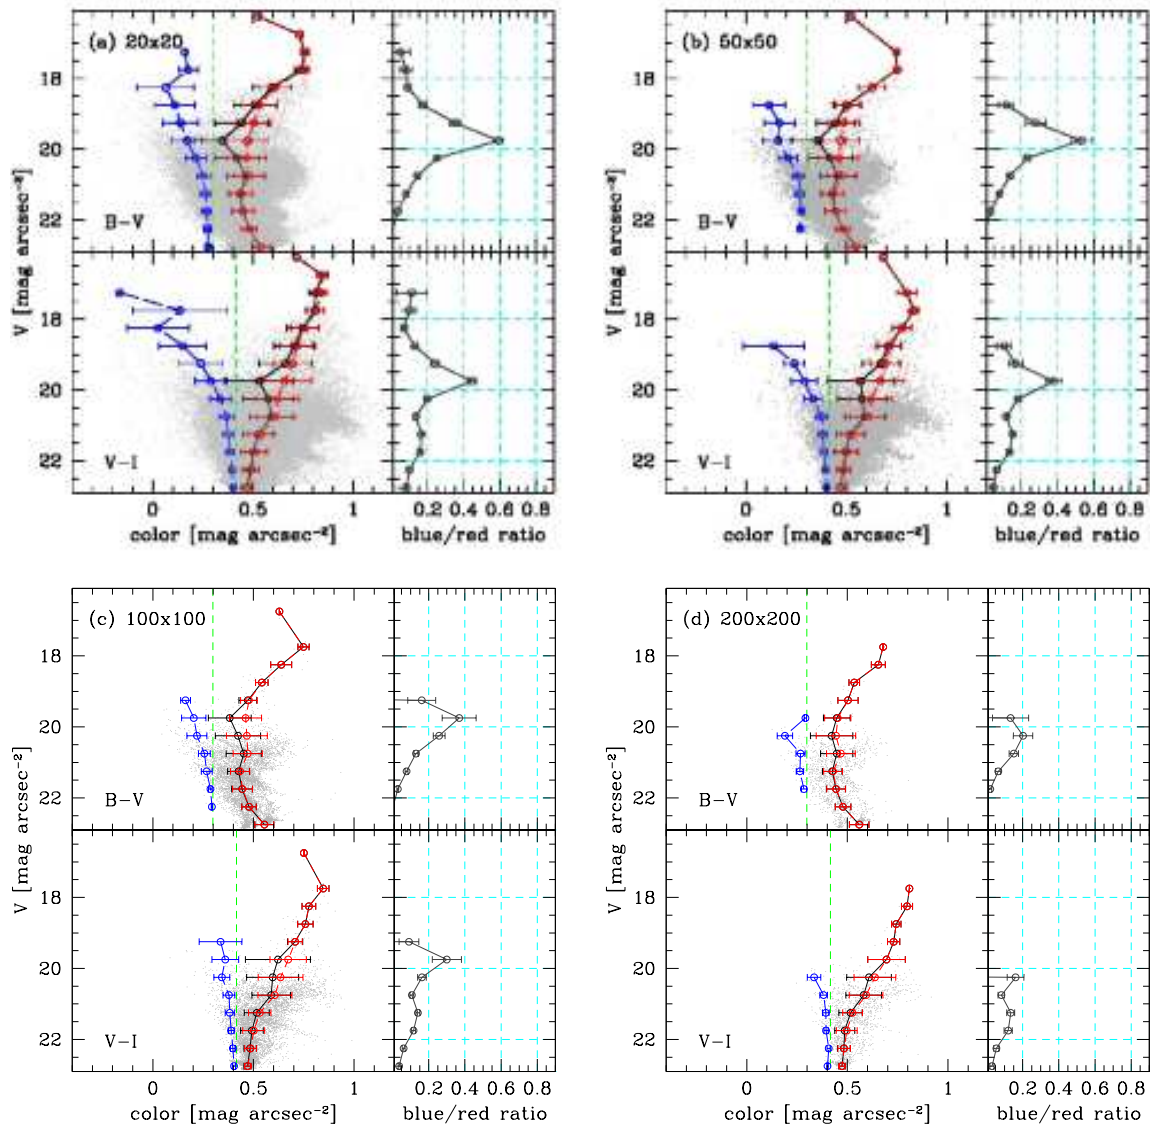 (a) 20x20
(b) 50x50
18
20
22
B-V
18
20
22
B-V
V [mag arcsec⁻²]
V [mag arcsec⁻²]
18
20
22
V-I
18
20
22
V-I
0 0.5 1 0.2 0.4 0.6 0.8
0 0.5 1 0.2 0.4 0.6 0.8
color [mag arcsec⁻²] blue/red ratio
color [mag arcsec⁻²] blue/red ratio
(c) 100x100
(d) 200x200
18
20
22
B-V
18
20
22
B-V
V [mag arcsec⁻²]
V [mag arcsec⁻²]
18
20
22
V-I
18
20
22
V-I
0 0.5 1 0.2 0.4 0.6 0.8
0 0.5 1 0.2 0.4 0.6 0.8
color [mag arcsec⁻²] blue/red ratio
color [mag arcsec⁻²] blue/red ratio